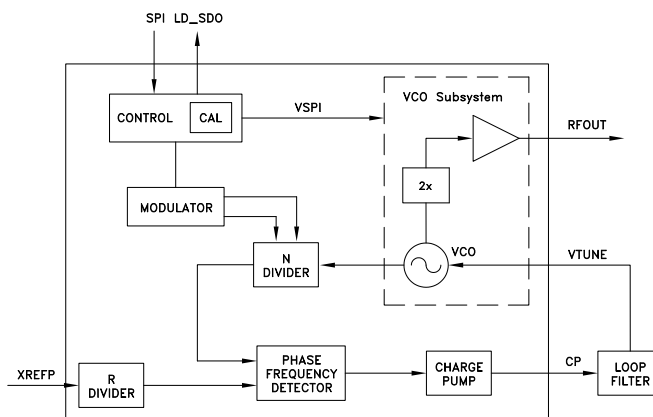 SPI LD_SDO
CONTROL
CAL
VSPI
VCO Subsystem
RFOUT
2x
MODULATOR
N
DIVIDER
VCO
VTUNE
XREFP
R
DIVIDER
PHASE
FREQUENCY
DETECTOR
CHARGE
PUMP
CP
LOOP
FILTER